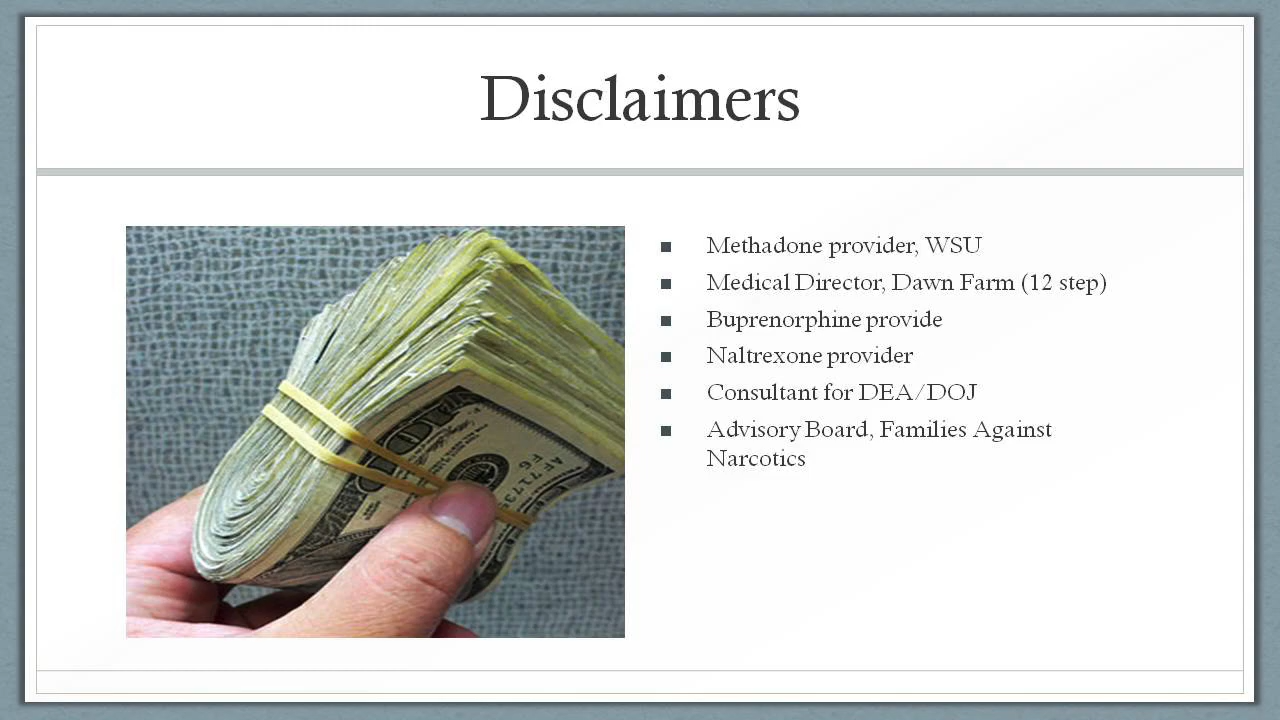 Disclaimers
Methadone provider, WSU
Medical Director, Dawn Farm (12 step)
Buprenorphine provide
Naltrexone provider
Consultant for DEA/DOJ
Advisory Board, Families Against
Narcotics
F6